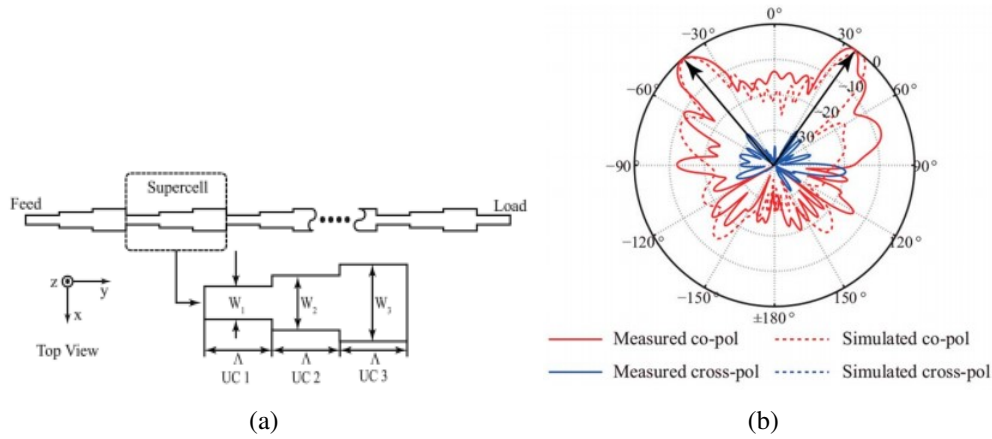 Supercell
Feed
Load
z
y
x
Top View
W1
W2
W3
Λ
Λ
Λ
UC 1
UC 2
UC 3
(a)
0°
−30°
30°
−60°
60°
0
−10
−20
−90°
90°
−120°
120°
−150°
150°
±180°
Measured co-pol
Simulated co-pol
Measured cross-pol
Simulated cross-pol
(b)